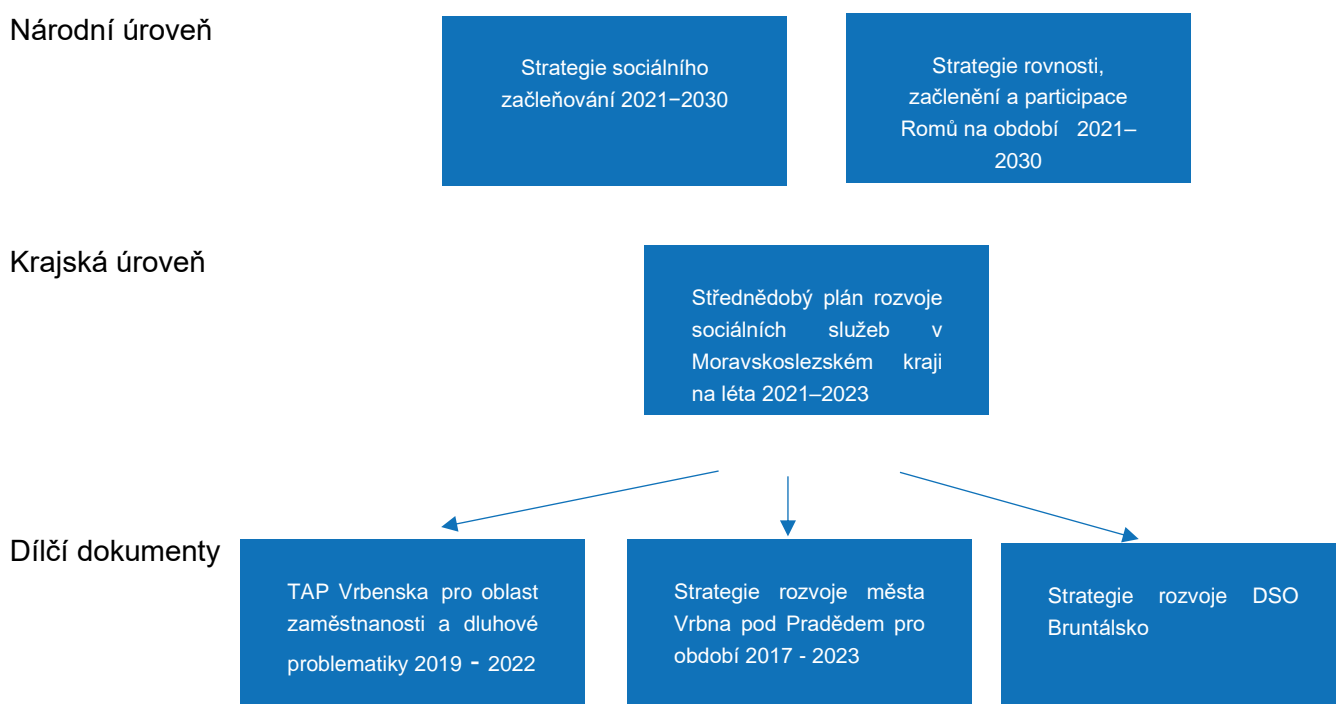 Národní úroveň
Strategie sociálního
začleňování 2021–2030
Strategie rovnosti,
začlenění a participace
Romů na období 2021–
2030
Krajská úroveň
Střednědobý plán rozvoje
sociálních služeb v
Moravskoslezském kraji
na léta 2021–2023
Dílčí dokumenty
TAP Vrbenska pro oblast
zaměstnanosti a dluhové
problematiky 2019 - 2022
Strategie rozvoje města
Vrbna pod Pradědem pro
období 2017 - 2023
Strategie rozvoje DSO
Bruntálsko